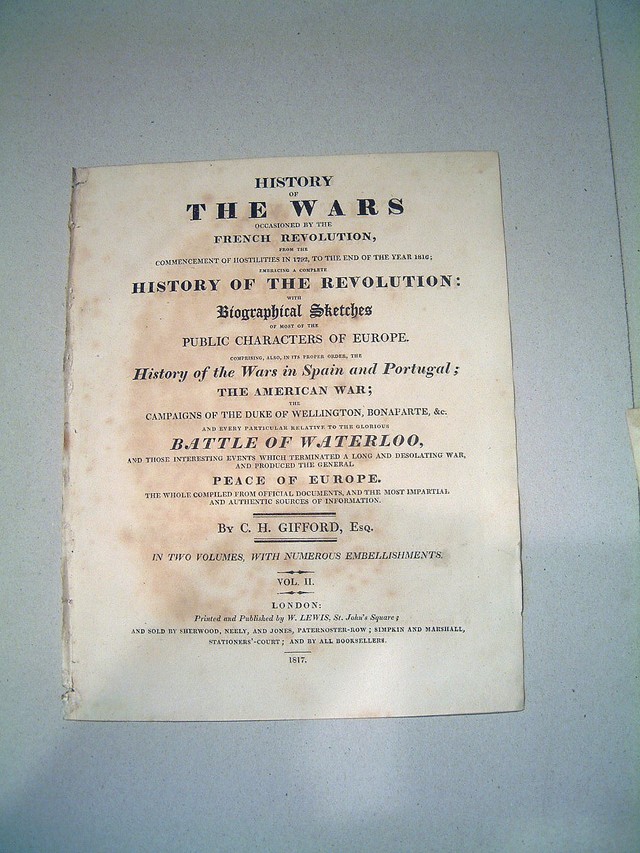 HISTORY
OF
THE WARS
OCCASIONED BY THE
FRENCH REVOLUTION,
FROM THE
COMMENCEMENT OF HOSTILITIES IN 1792, TO THE END OF THE YEAR 1816;
EMBRACING A COMPLETE
HISTORY OF THE REVOLUTION:
WITH
Biographical Sketches
OF MOST OF THE
PUBLIC CHARACTERS OF EUROPE.
COMPRISING, ALSO, IN ITS PROPER ORDER, THE
History of the Wars in Spain and Portugal;
THE AMERICAN WAR;
THE
CAMPAIGNS OF THE DUKE OF WELLINGTON, BONAPARTE, &c.
AND EVERY PARTICULAR RELATIVE TO THE GLORIOUS
BATTLE OF WATERLOO,
AND THOSE INTERESTING EVENTS WHICH TERMINATED A LONG AND DESOLATING WAR,
AND PRODUCED THE GENERAL
PEACE OF EUROPE.
THE WHOLE COMPILED FROM OFFICIAL DOCUMENTS, AND THE MOST IMPARTIAL
AND AUTHENTIC SOURCES OF INFORMATION.
By C. H. GIFFORD, Esq.
IN TWO VOLUMES, WITH NUMEROUS EMBELLISHMENTS.
VOL. II.
LONDON:
Printed and Published by W. LEWIS, St. John's Square;
AND SOLD BY SHERWOOD, NEELY, AND JONES, PATERNOSTER-ROW; SIMPKIN AND MARSHALL,
STATIONERS'-COURT; AND BY ALL BOOKSELLERS.
1817.